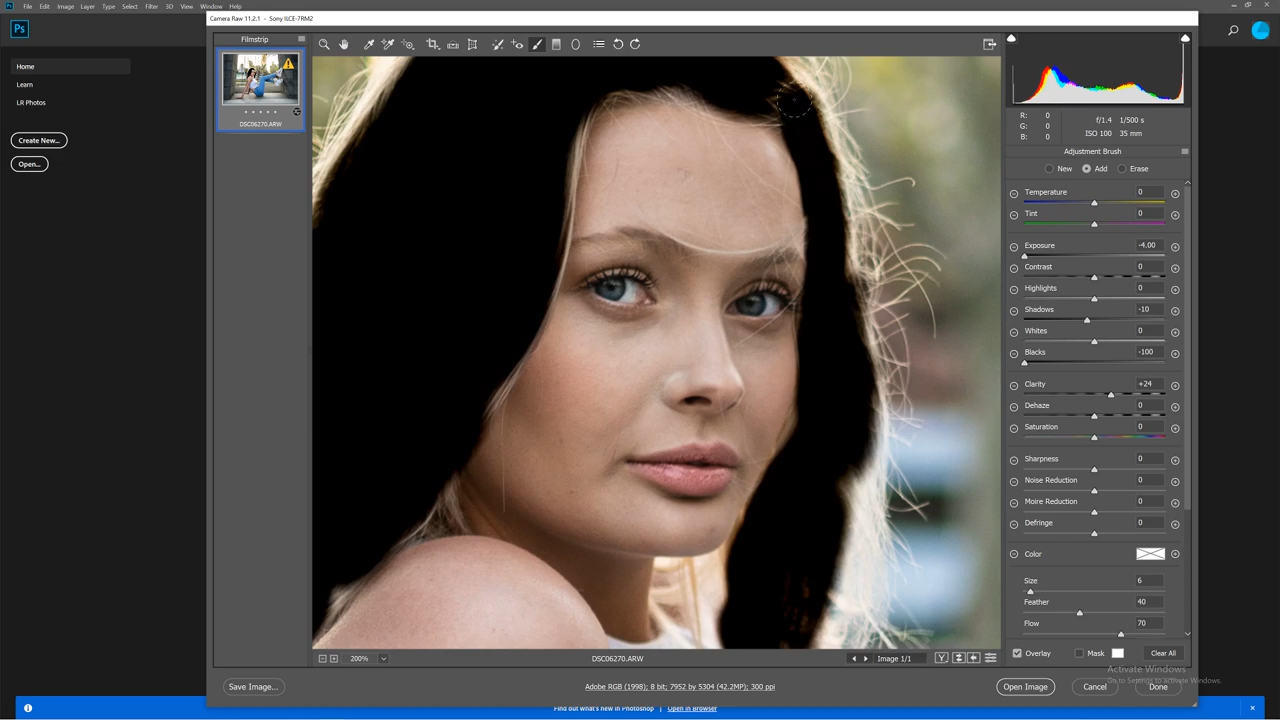 Ps File Edit Image Layer Type Select Filter 3D View Window Help
Camera Raw 11.2.1 - Sony ILCE-7RM2
Ps
Home
Learn
LR Photos
Create New...
Open...
Filmstrip
DSC06270.ARW
R: 0
G: 0
B: 0
f/1.4 1/500 s
ISO 100 35 mm
Adjustment Brush
New Add Erase
Temperature 0
Tint 0
Exposure -4.00
Contrast 0
Highlights 0
Shadows -10
Whites 0
Blacks -100
Clarity +24
Dehaze 0
Saturation 0
Sharpness 0
Noise Reduction 0
Moire Reduction 0
Defringe 0
Color
Size 6
Feather 40
Flow 70
200% DSC06270.ARW Image 1/1 Y
Overlay Mask Clear All
Activate Windows
Go to Settings to activate Windows.
Save Image... Adobe RGB (1998); 8 bit; 7952 by 5304 (42.2MP); 300 ppi Open Image Cancel Done
Find out what's new in Photoshop | Open in Browser